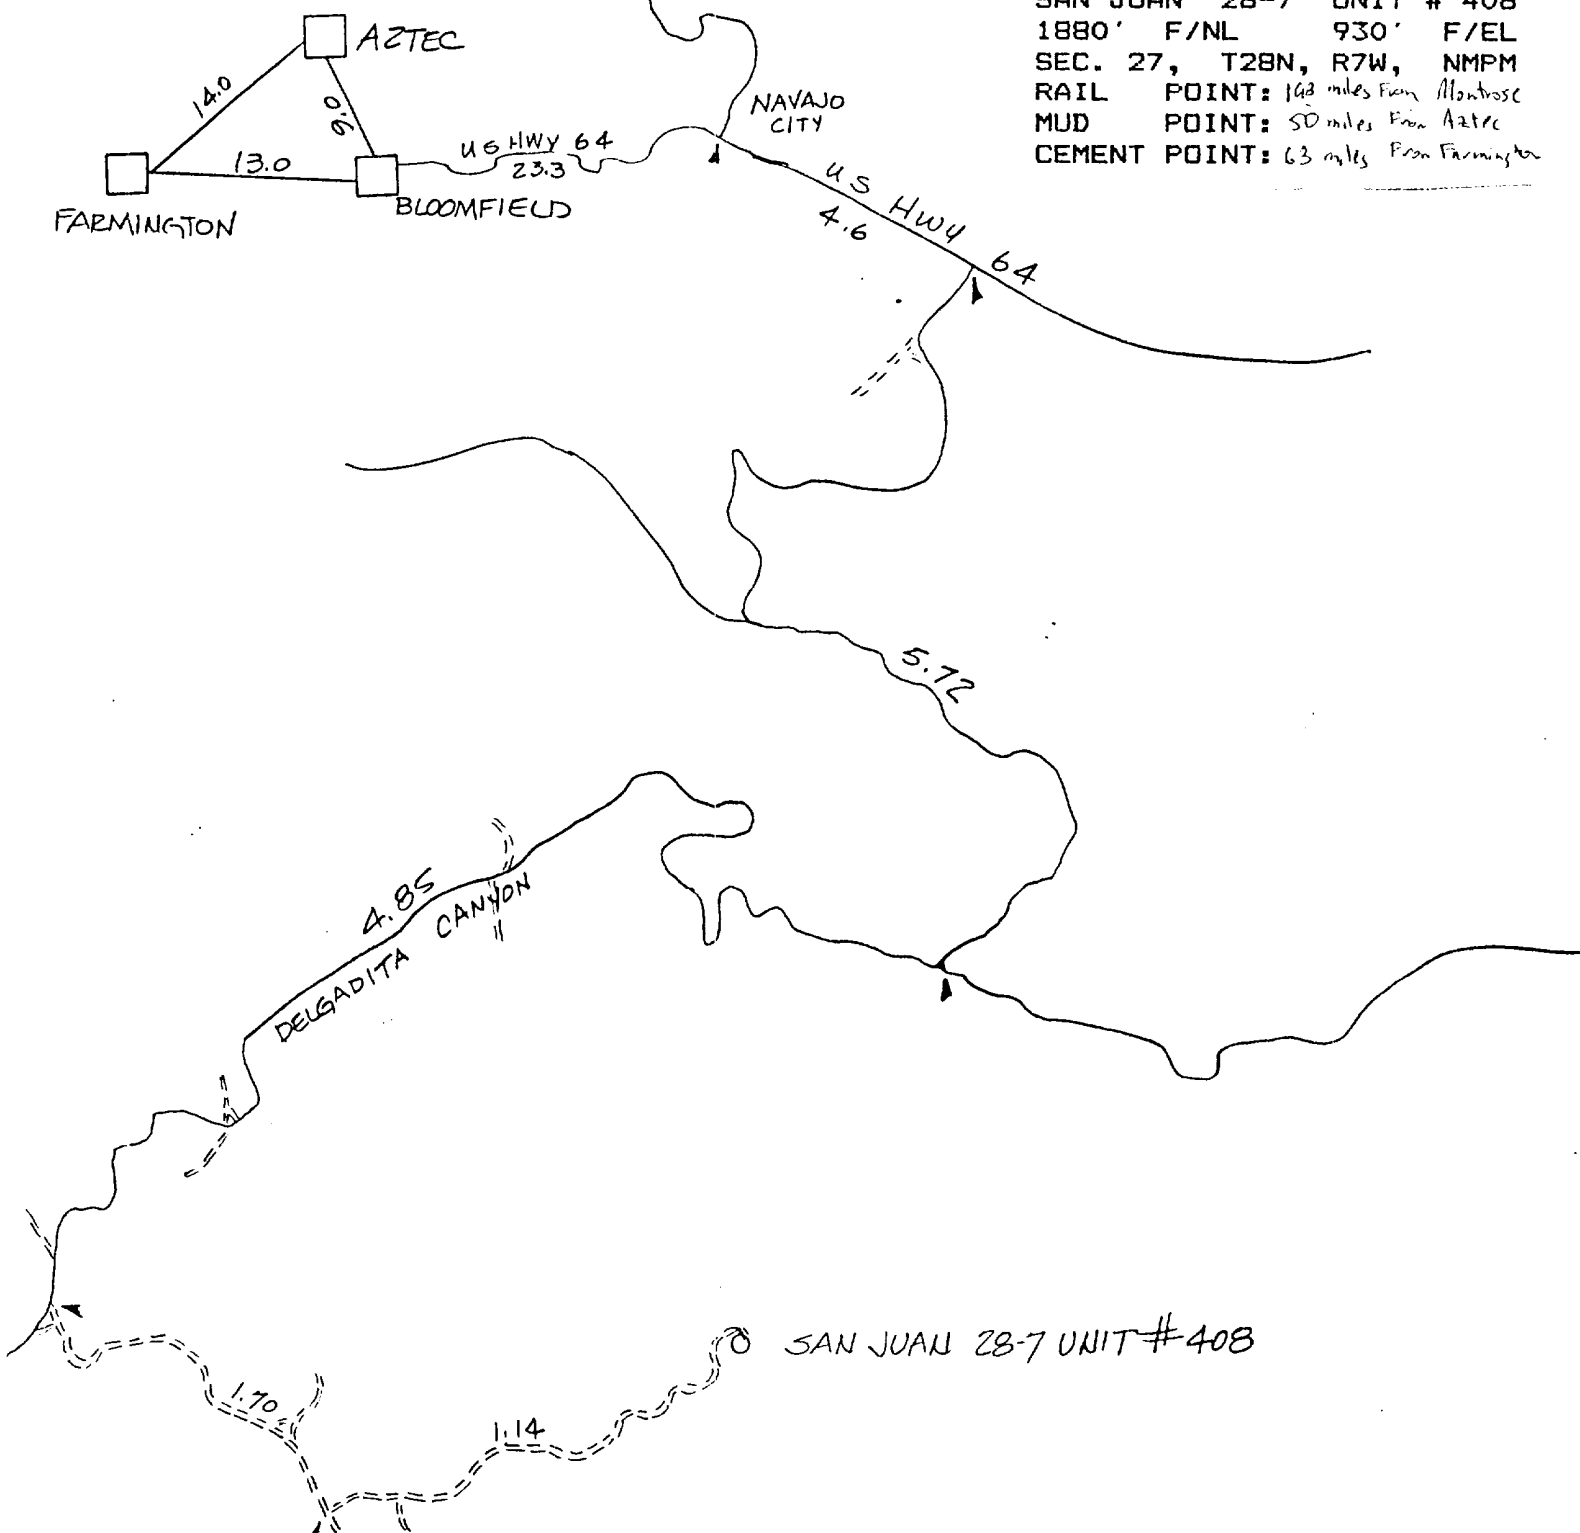 SAN JUAN 28-7 UNIT # 408
1880' F/NL 930' F/EL
SEC. 27, T28N, R7W, NMPM
RAIL POINT: miles From Montrose
MUD POINT: 50 miles From Aztec
CEMENT POINT: 63 miles From Farmington
AZTEC
14.0
9.0
13.0
FARMINGTON
BLOOMFIELD
US HWY 64
23.3
NAVAJO
CITY
US HWY 64
4.6
5.72
4.85
DELGADITA CANYON
SAN JUAN 28-7 UNIT # 408
1.70
1.14